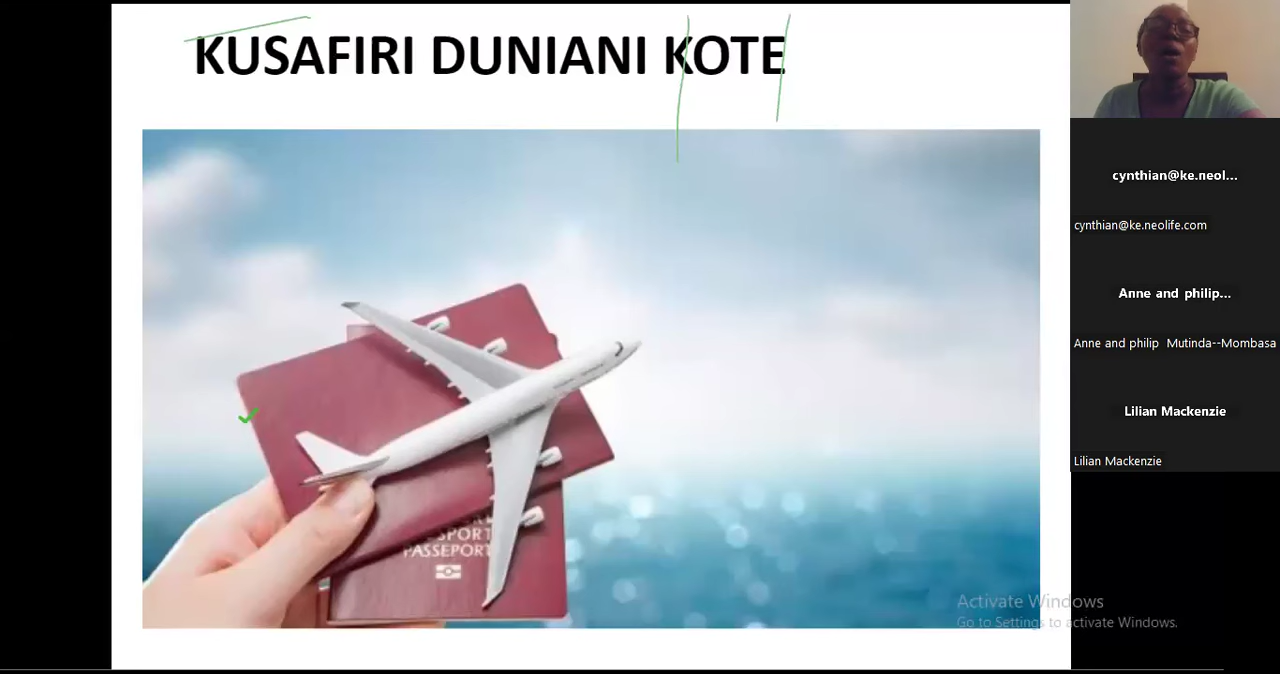 KUSAFIRI DUNIANI KOTE
cynthian@ke.neol...
cynthian@ke.neolife.com
Anne and philip...
Anne and philip Mutinda--Mombasa
Lilian Mackenzie
Lilian Mackenzie
PASSEPORT
Activate Windows
Go to Settings to activate Windows.